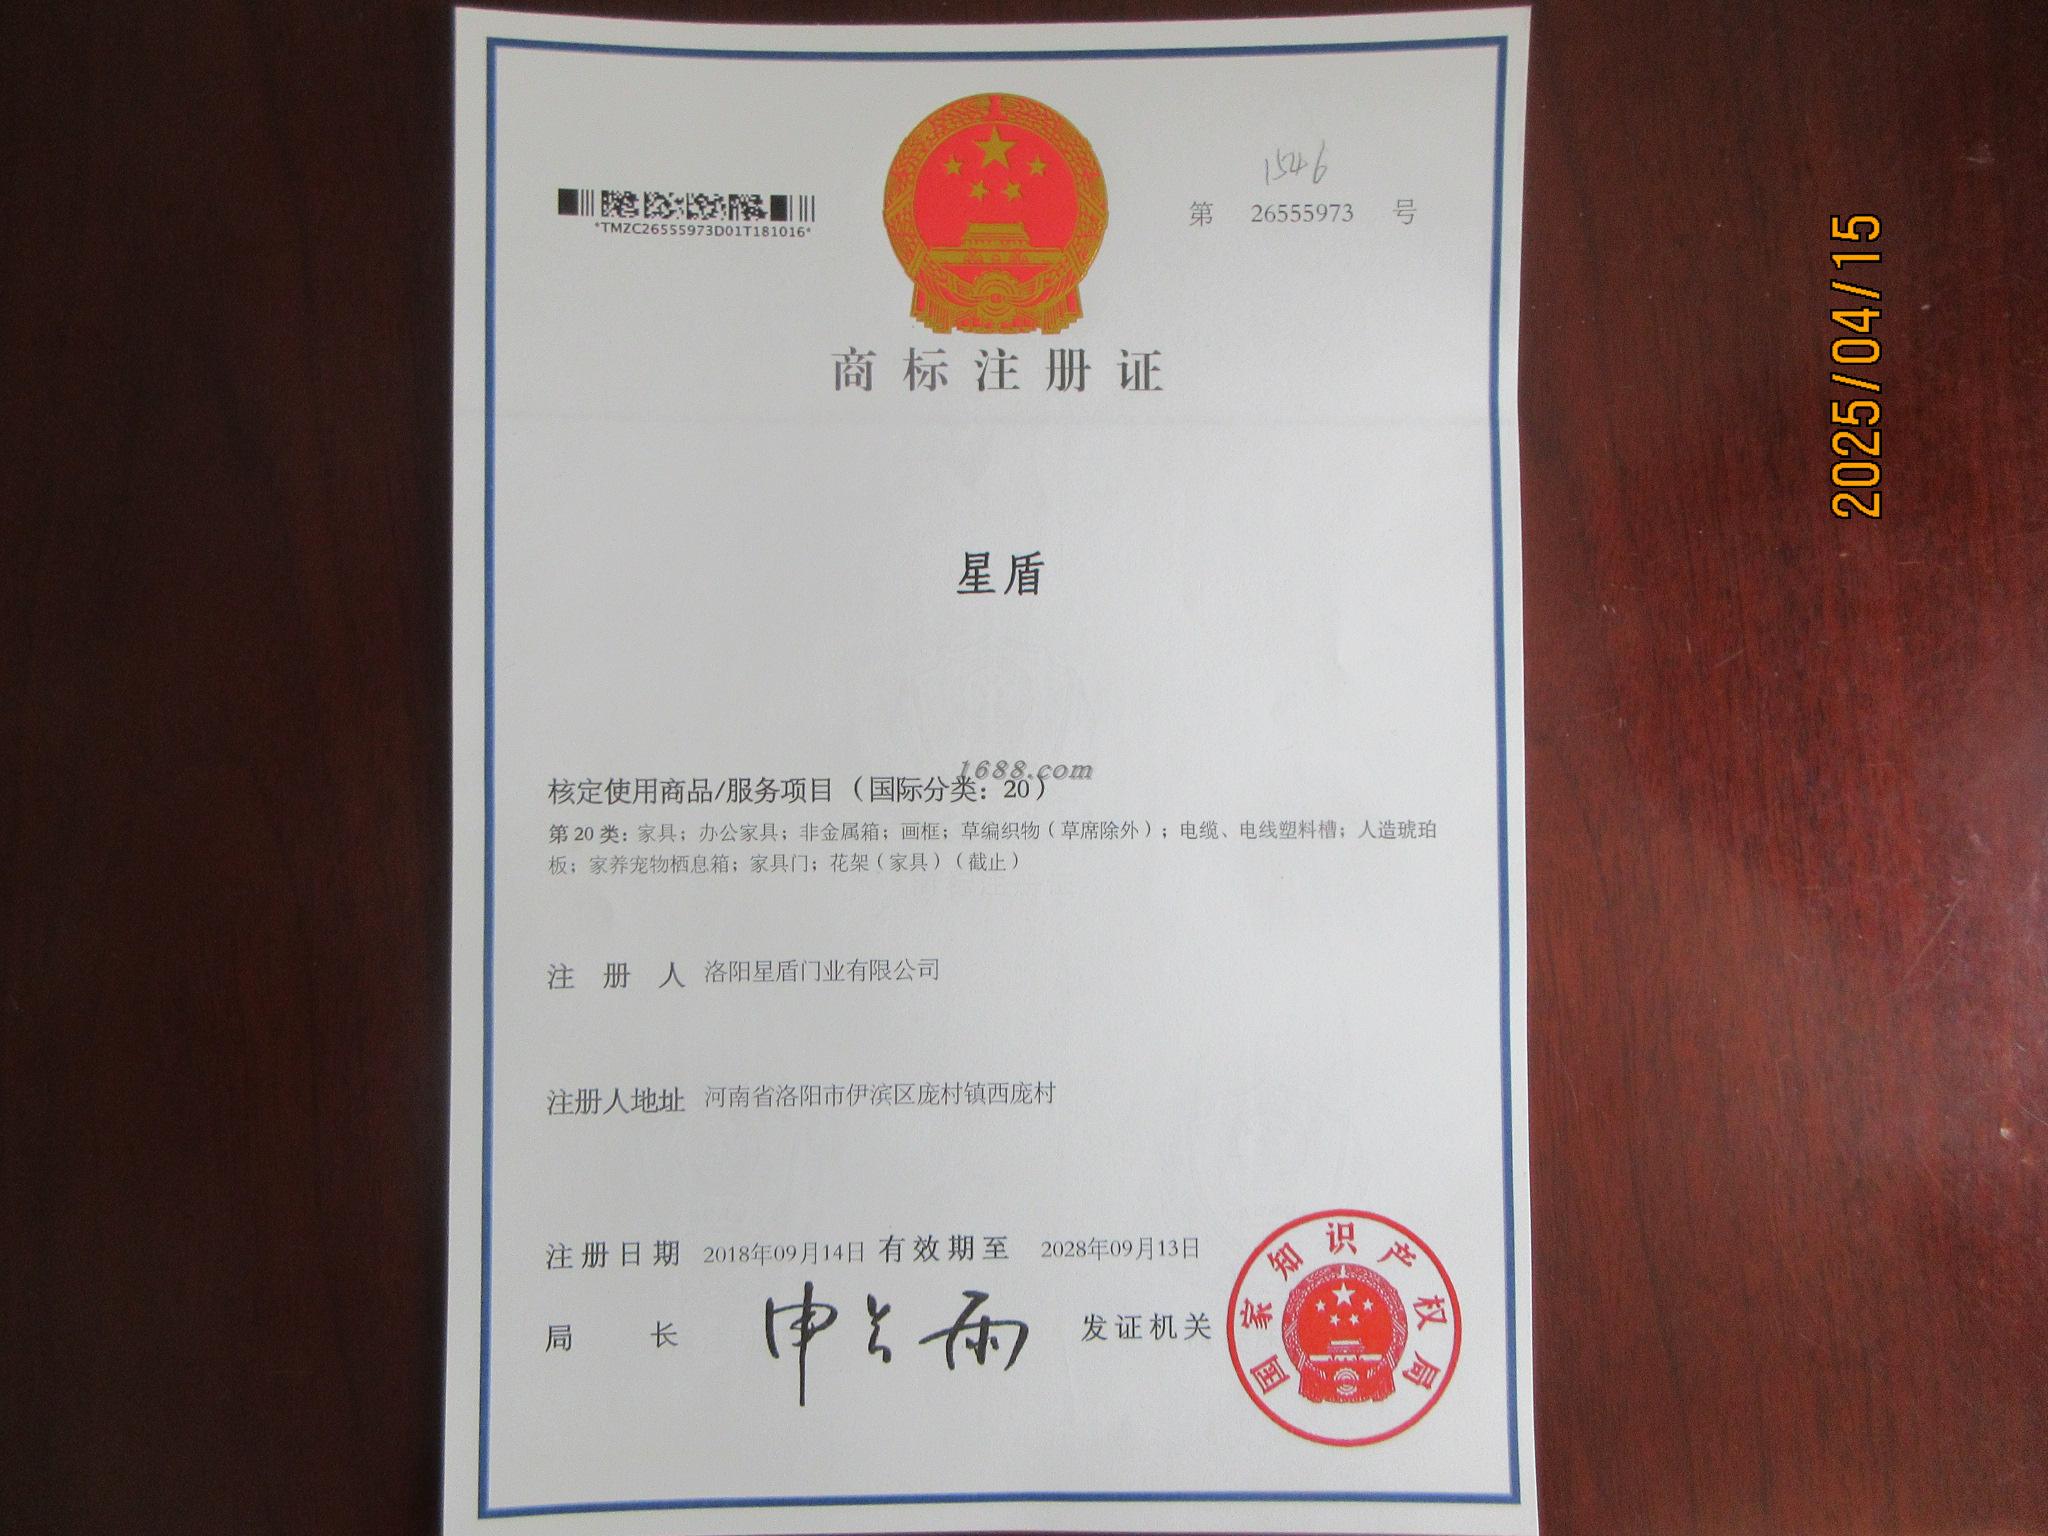 1546
第 26555973 号
*TMZC26555973D01T181016*
商标注册证
星盾
1688.com
核定使用商品/服务项目（国际分类：20）
第 20 类：家具；办公家具；非金属箱；画框；草编织物（草席除外）；电缆、电线塑料槽；人造琥珀
板；家养宠物栖息箱；家具门；花架（家具）（截止）
注册人 洛阳星盾门业有限公司
注册人地址 河南省洛阳市伊滨区庞村镇西庞村
注册日期 2018年09月14日 有效期至 2028年09月13日
局长 申长雨 发证机关
国家知识产权局
2025/04/15